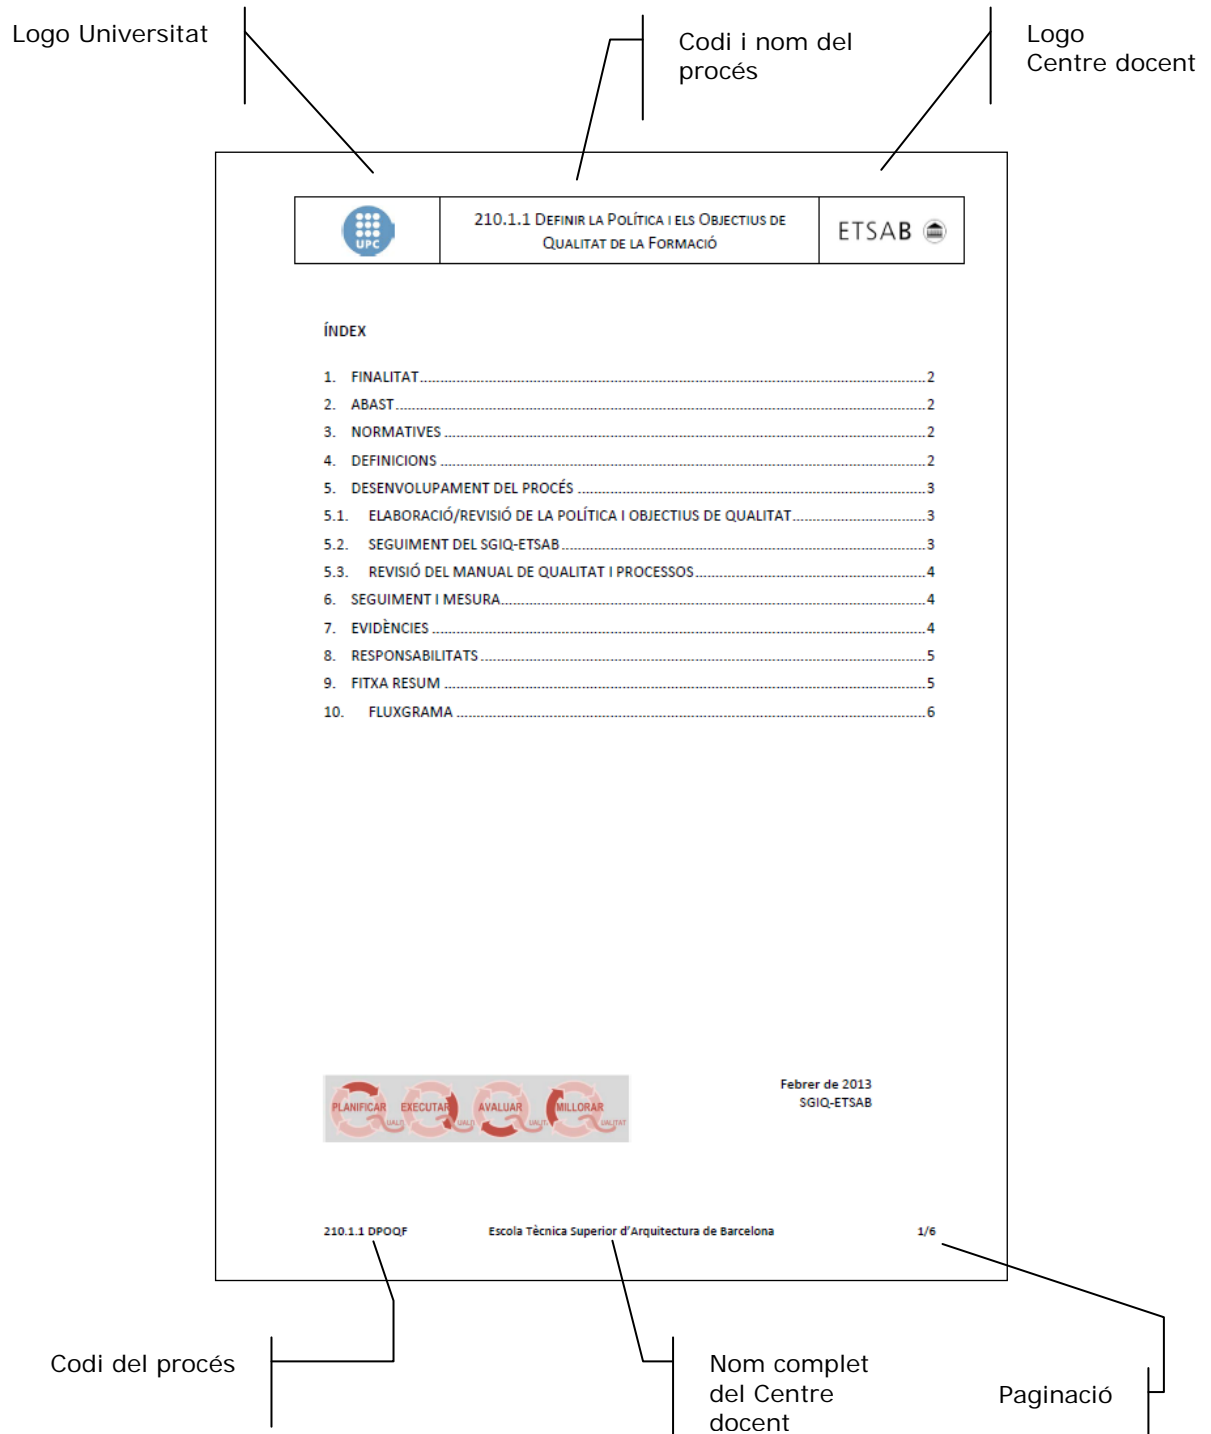 Logo Universitat
Codi i nom del
procés
Logo
Centre docent
UPC
210.1.1 DEFINIR LA POLÍTICA I ELS OBJECTIUS DE
QUALITAT DE LA FORMACIÓ
ETSAB
ÍNDEX
1. FINALITAT 2
2. ABAST 2
3. NORMATIVES 2
4. DEFINICIONS 2
5. DESENVOLUPAMENT DEL PROCÉS 3
5.1. ELABORACIÓ/REVISIÓ DE LA POLÍTICA I OBJECTIUS DE QUALITAT 3
5.2. SEGUIMENT DEL SGIQ-ETSAB 3
5.3. REVISIÓ DEL MANUAL DE QUALITAT I PROCESSOS 4
6. SEGUIMENT I MESURA 4
7. EVIDÈNCIES 4
8. RESPONSABILITATS 5
9. FITXA RESUM 5
10. FLUXGRAMA 6
PLANIFICAR EXECUTAR AVALUAR MILLORAR
UALITAT
Febrer de 2013
SGIQ-ETSAB
210.1.1 DPOQF Escola Tècnica Superior d'Arquitectura de Barcelona 1/6
Codi del procés
Nom complet
del Centre
docent
Paginació